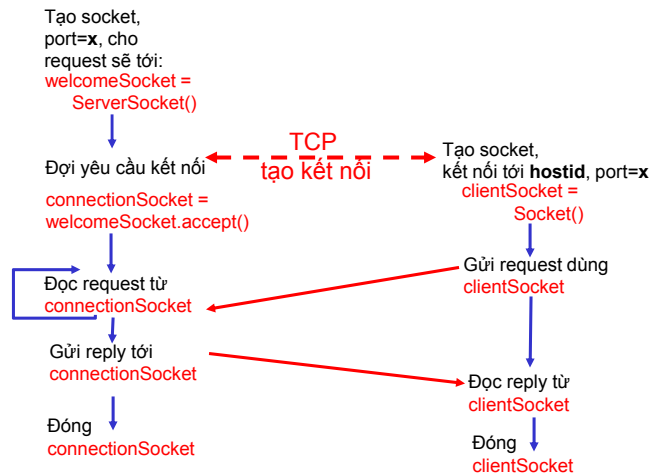 Tạo socket,
port=x, cho
request sẽ tới:
welcomeSocket =
ServerSocket()
Đợi yêu cầu kết nối
connectionSocket =
welcomeSocket.accept()
Đọc request từ
connectionSocket
Gửi reply tới
connectionSocket
Đóng
connectionSocket
TCP
tạo kết nối
Tạo socket,
kết nối tới hostid, port=x
clientSocket =
Socket()
Gửi request dùng
clientSocket
Đọc reply từ
clientSocket
Đóng
clientSocket